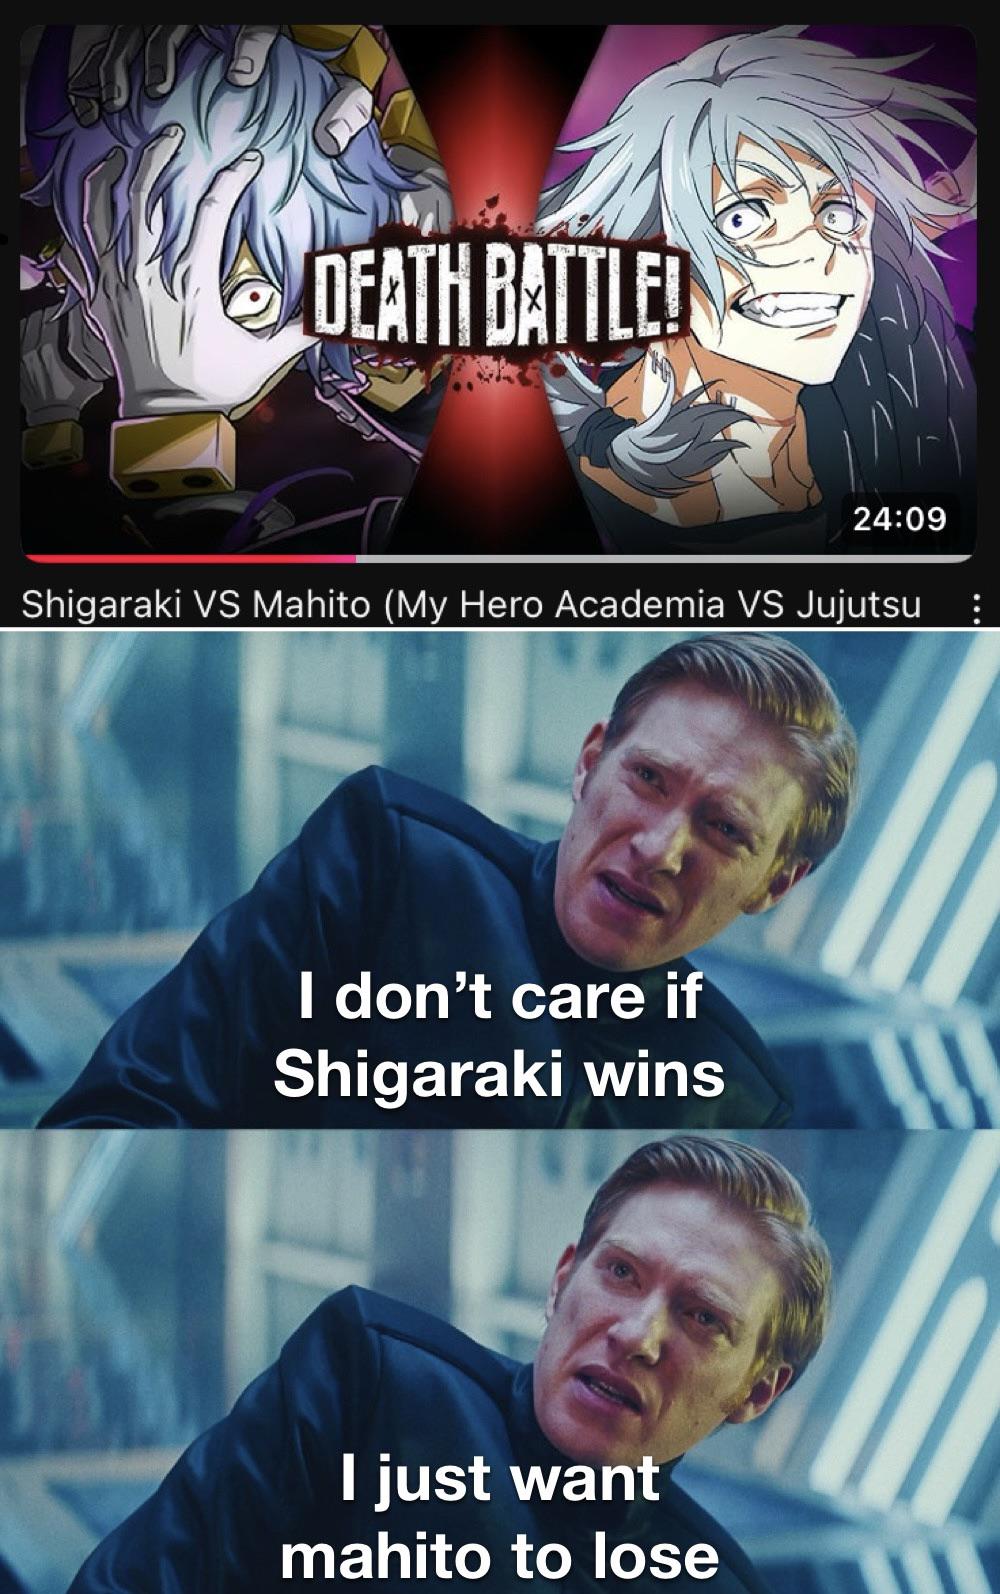 DEATH BATTLE!
24:09
Shigaraki VS Mahito (My Hero Academia VS Jujutsu
I don’t care if
Shigaraki wins
I just want
mahito to lose